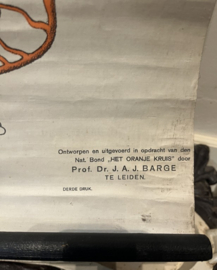 Ontworpen en uitgevoerd in opdracht van den
Nat. Bond „HET ORANJE KRUIS" door
Prof. Dr. J. A. J. BARGE
TE LEIDEN.
DERDE DRUK.